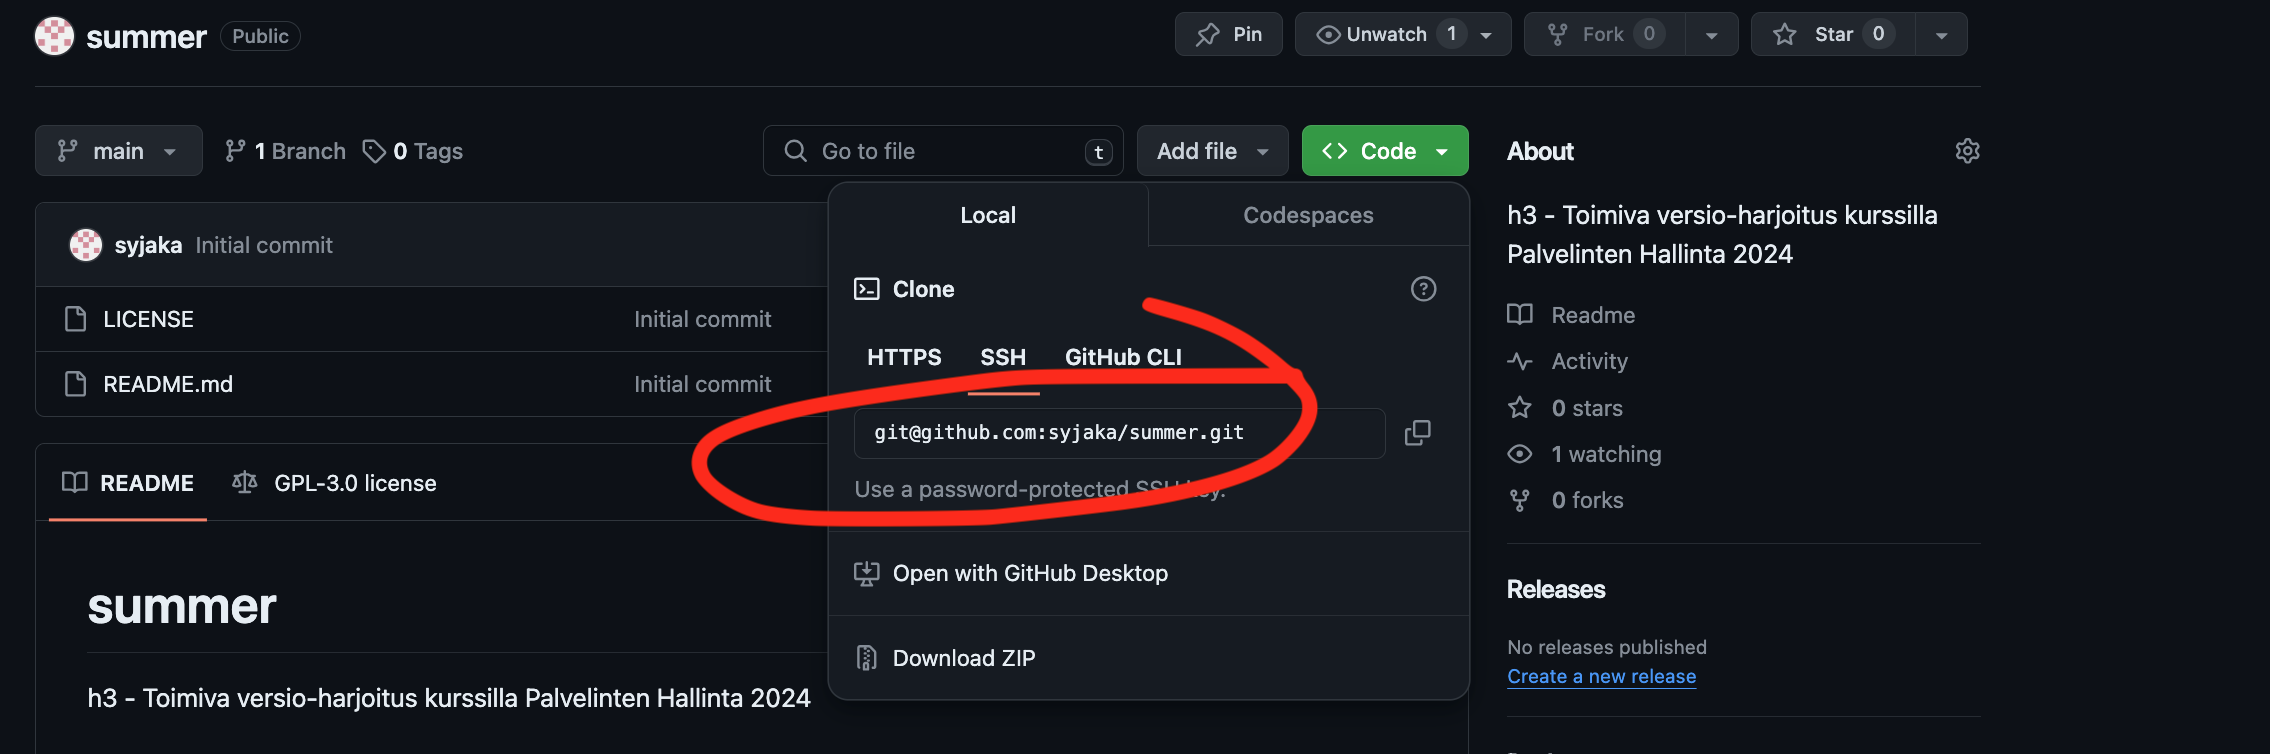 summer Public
Pin
Unwatch 1
Fork 0
Star 0
main
1 Branch
0 Tags
Go to file t
Add file
Code
Local
Codespaces
syjaka Initial commit
LICENSE Initial commit
README.md Initial commit
Clone
HTTPS SSH GitHub CLI
git@github.com:syjaka/summer.git
Use a password-protected SSH key.
Open with GitHub Desktop
Download ZIP
README GPL-3.0 license
summer
h3 - Toimiva versio-harjoitus kurssilla Palvelinten Hallinta 2024
About
h3 - Toimiva versio-harjoitus kurssilla
Palvelinten Hallinta 2024
Readme
Activity
0 stars
1 watching
0 forks
Releases
No releases published
Create a new release